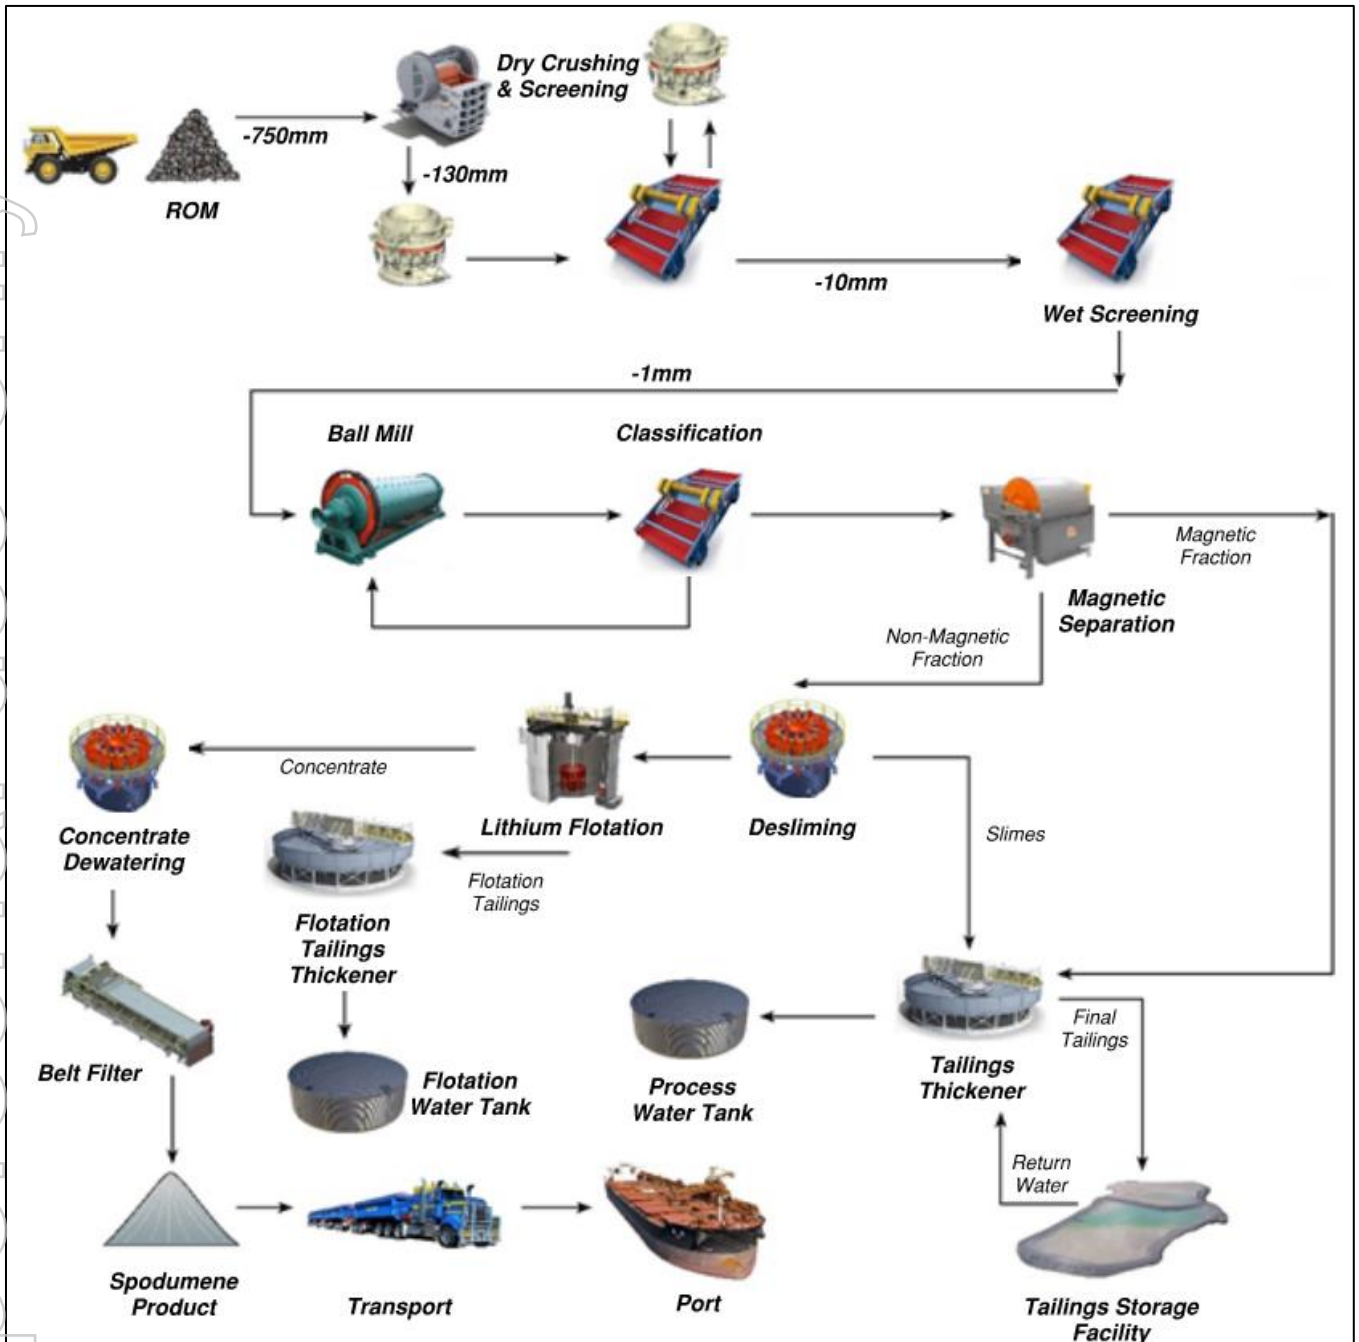 Dry Crushing
& Screening
-750mm
-130mm
ROM
-10mm
Wet Screening
-1mm
Ball Mill
Classification
Magnetic
Fraction
Magnetic
Separation
Non-Magnetic
Fraction
Concentrate
Lithium Flotation
Desliming
Concentrate
Dewatering
Slimes
Flotation
Tailings
Flotation
Tailings
Thickener
Final
Tailings
Belt Filter
Flotation
Water Tank
Process
Water Tank
Tailings
Thickener
Return
Water
Spodumene
Product
Transport
Port
Tailings Storage
Facility